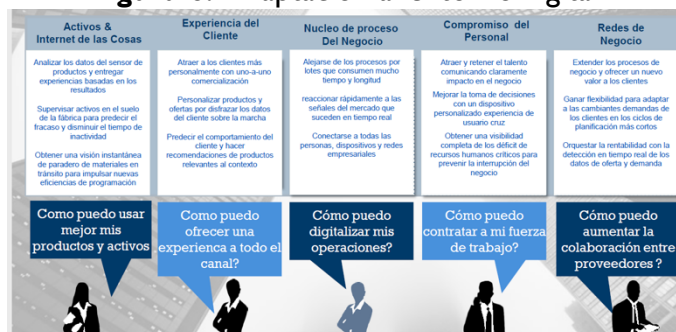 Activos &
Internet de las Cosas
Analizar los datos del sensor de
productos y entregar
experiencias basadas en los
resultados
Supervisar activos en el suelo
de la fábrica para predecir el
fracaso y disminuir el tiempo de
inactividad
Obtener una visión instantánea
de paradero de materiales en
tránsito para impulsar nuevas
eficiencias de programación
Como puedo usar
mejor mis
productos y activos
Experiencia del
Cliente
Atraer a los clientes más
personalmente con uno-a-uno
comercialización
Personalizar productos y
ofertas por disfrazar los datos
del cliente sobre la marcha
Predecir el comportamiento del
cliente y hacer
recomendaciones de productos
relevantes al contexto
Como puedo
ofrecer una
experienca a todo el
canal?
Nucleo de proceso
Del Negocio
Alejarse de los procesos por
lotes que consumen mucho
tiempo y longitud
reaccionar rápidamente a las
señales del mercado que
suceden en tiempo real
Conectarse a todas las
personas, dispositivos y redes
empresariales
Cómo puedo
digitalizar mis
operaciones?
Compromiso del
Personal
Atraer y retener el talento
comunicando claramente
impacto en el negocio
Mejorar la toma de decisiones
con un dispositivo
personalizado experiencia de
usuario cruz
Obtener una visibilidad
completa de los déficit de
recursos humanos críticos para
prevenir la interrupción del
negocio
Cómo puedo
contratar a mi fuerza
de trabajo?
Redes de
Negocio
Extender los procesos de
negocio y ofrecer un nuevo
valor a los clientes
Ganar flexibilidad para adaptar
a las cambiantes demandas de
los clientes en los ciclos de
planificación más cortos
Orquestar la rentabilidad con la
detección en tiempo real de los
datos de oferta y demanda
Cómo puedo
aumentar la
colaboración entre
proveedores ?